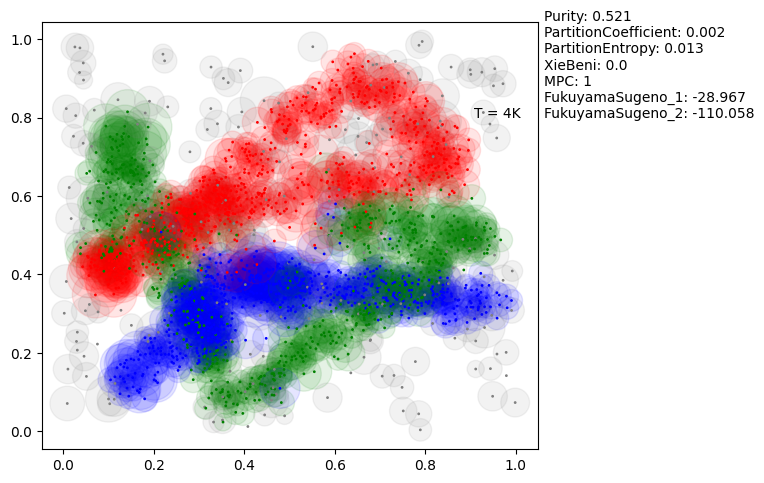 Purity: 0.521
PartitionCoefficient: 0.002
PartitionEntropy: 0.013
XieBeni: 0.0
MPC: 1
FukuyamaSugeno_1: -28.967
FukuyamaSugeno_2: -110.058
T = 4K
1.0
0.8
0.6
0.4
0.2
0.0
0.0 0.2 0.4 0.6 0.8 1.0